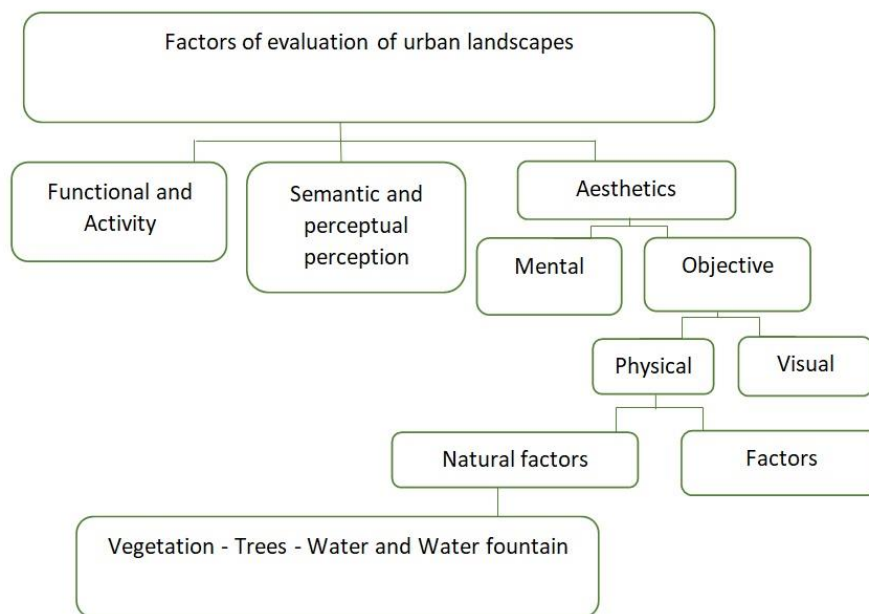 Factors of evaluation of urban landscapes
Functional and
Activity
Semantic and
perceptual
perception
Aesthetics
Mental
Objective
Physical
Visual
Natural factors
Factors
Vegetation - Trees - Water and Water fountain